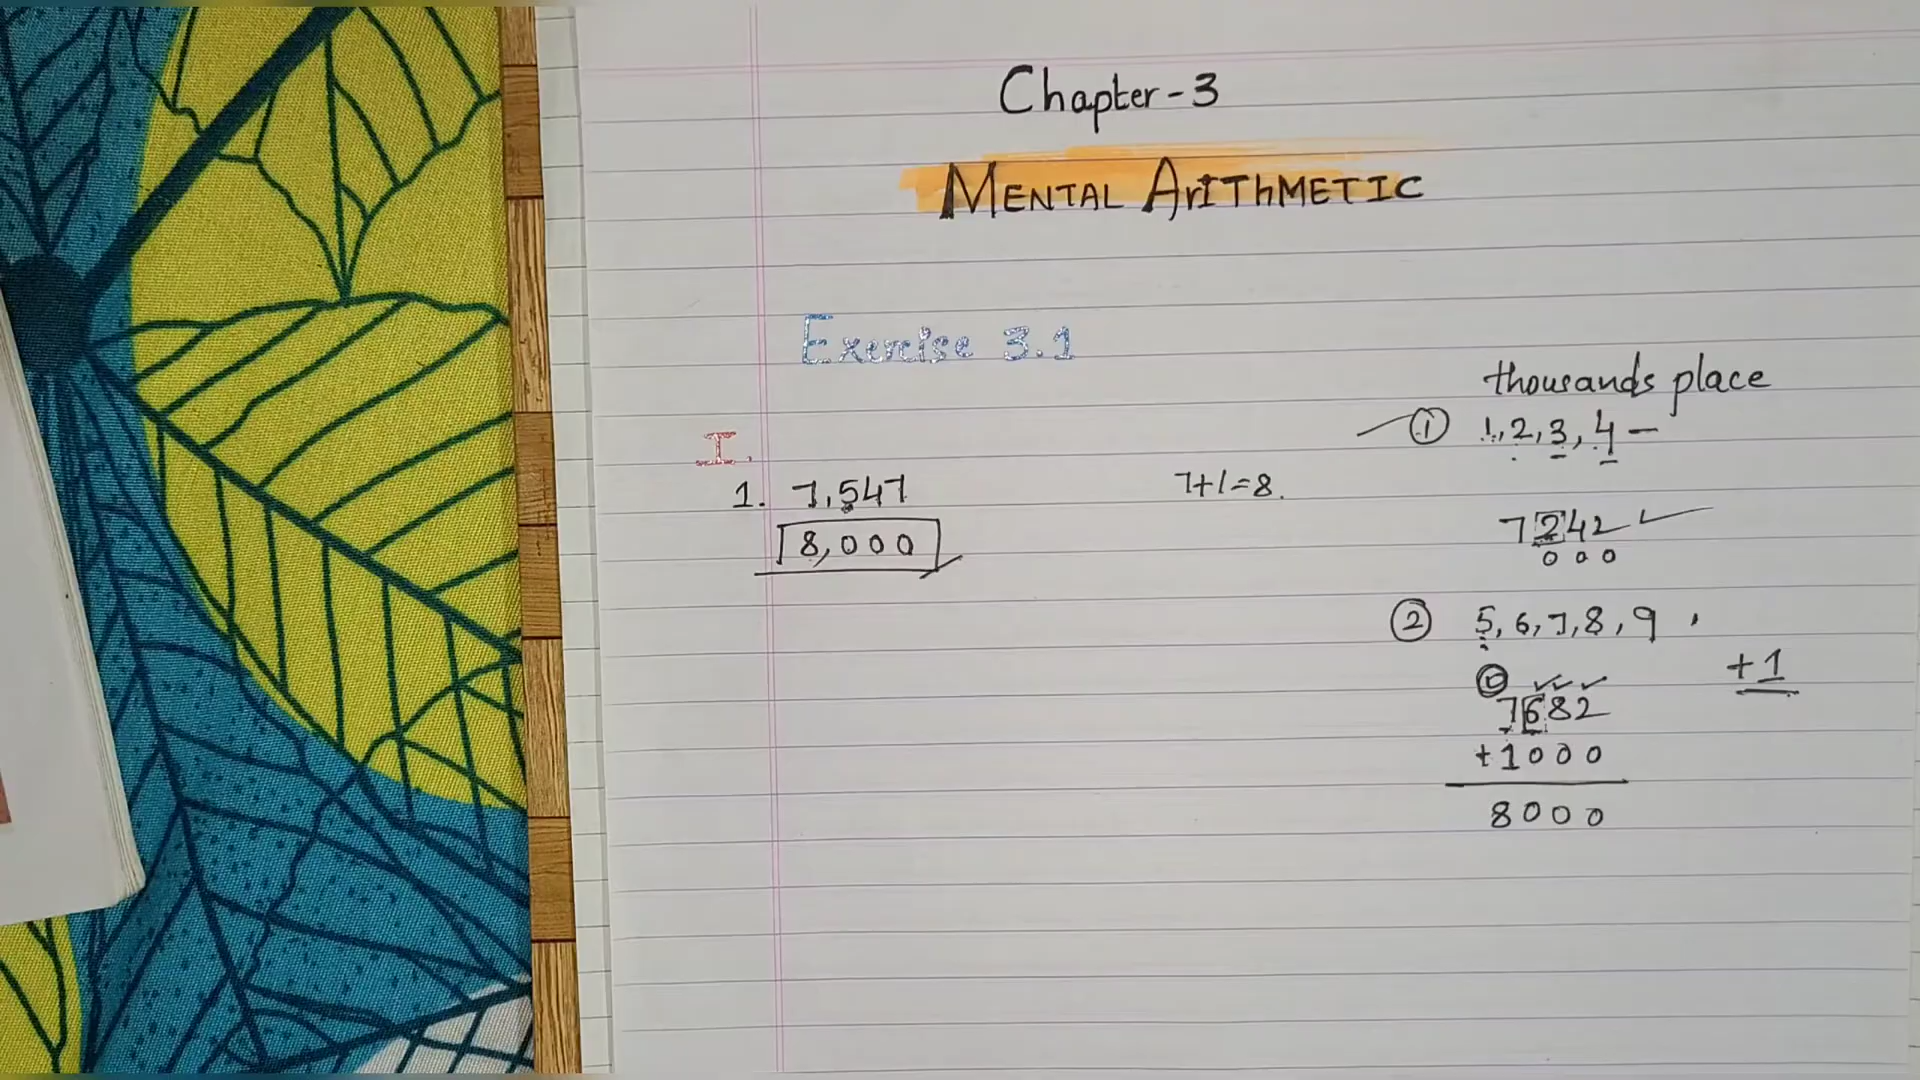 Chapter-3
MENTAL ArIThMETIC
Exercise 3.1
I.
1. 7,547
8,000
7+1=8.
thousands place
① 1,2,3,4 —
7242 ✓
000
② 5,6,7,8,9,
+1
7682
+1000
8000